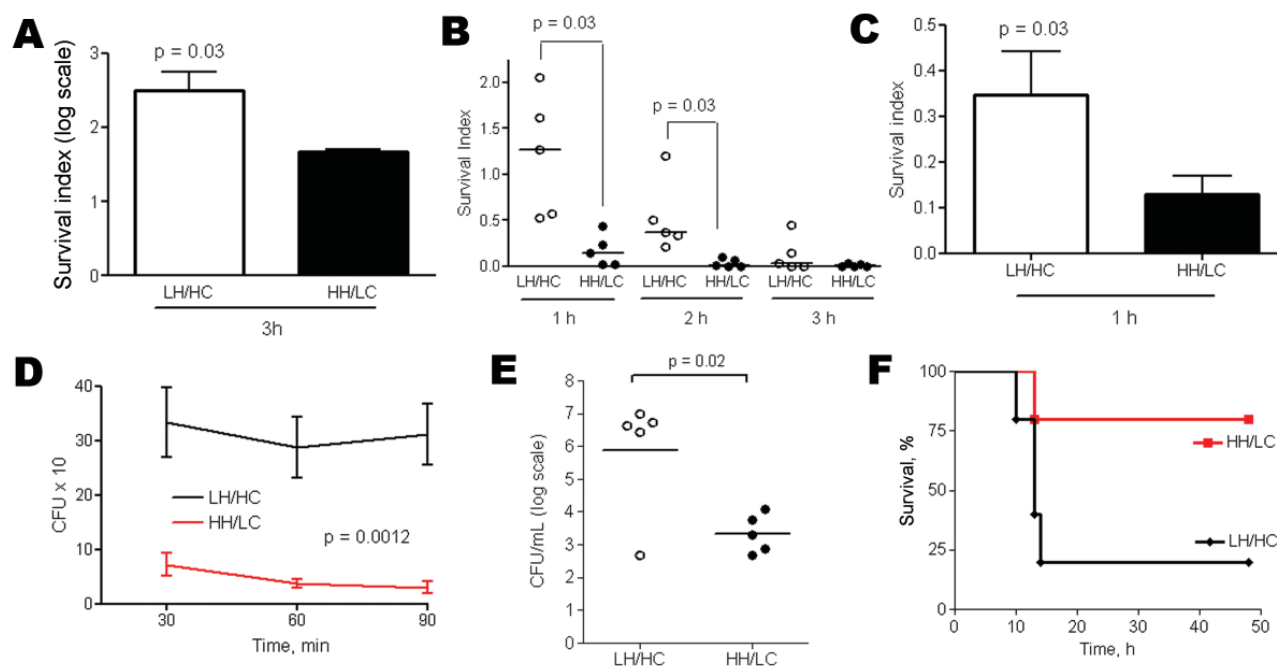 A
Survival index (log scale)
p = 0.03
3
2
1
0
LH/HC HH/LC
3h
B
Survival Index
p = 0.03
p = 0.03
2.0
1.5
1.0
0.5
0.0
LH/HC HH/LC LH/HC HH/LC LH/HC HH/LC
1 h 2 h 3 h
C
Survival index
p = 0.03
0.5
0.4
0.3
0.2
0.1
0.0
LH/HC HH/LC
1 h
D
CFU x 10
40
30
20
10
0
LH/HC
HH/LC
p = 0.0012
30 60 90
Time, min
E
CFU/mL (log scale)
p = 0.02
8
7
6
5
4
3
2
1
0
LH/HC HH/LC
F
Survival, %
100
75
50
25
0
HH/LC
LH/HC
0 10 20 30 40 50
Time, h